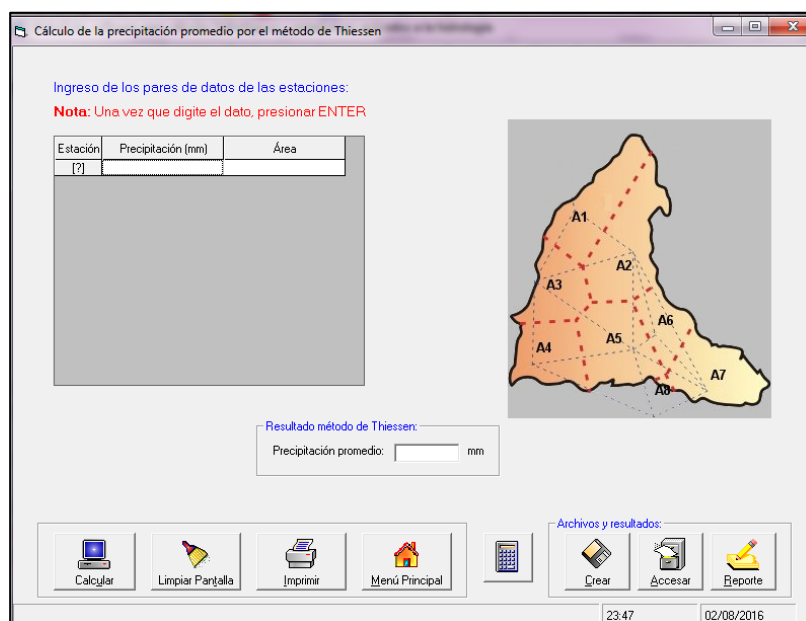 Cálculo de la precipitación promedio por el método de Thiessen
Ingreso de los pares de datos de las estaciones:
Nota: Una vez que digite el dato, presionar ENTER
Estación Precipitación (mm) Área
[?]
A1
A2
A3
A6
A5
A4
A7
A8
Resultado método de Thiessen:
Precipitación promedio: mm
Archivos y resultados:
Calcular Limpiar Pantalla Imprimir Menú Principal Crear Accesar Reporte
23:47 02/08/2016